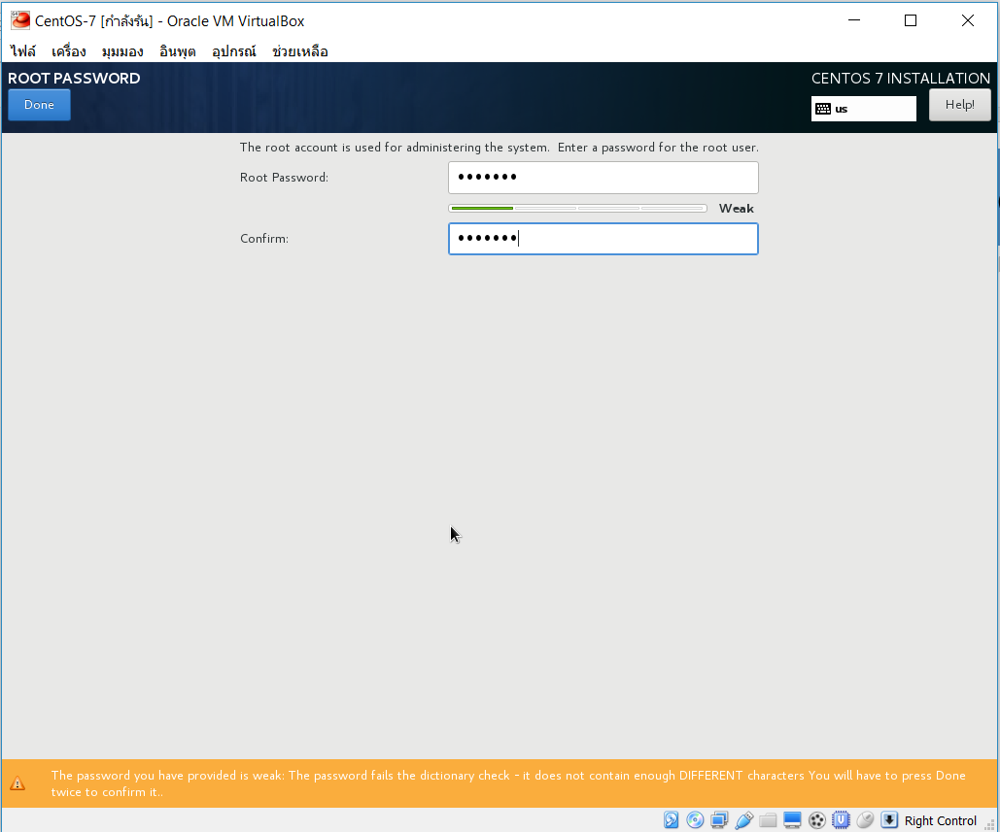 CentOS-7 [กำลังรัน] - Oracle VM VirtualBox
ไฟล์ เครื่อง มุมมอง อินพุต อุปกรณ์ ช่วยเหลือ
ROOT PASSWORD
CENTOS 7 INSTALLATION
Done
us
Help!
The root account is used for administering the system.  Enter a password for the root user.
Root Password:
•••••••
Weak
Confirm:
•••••••
The password you have provided is weak: The password fails the dictionary check - it does not contain enough DIFFERENT characters You will have to press Done
twice to confirm it..
Right Control